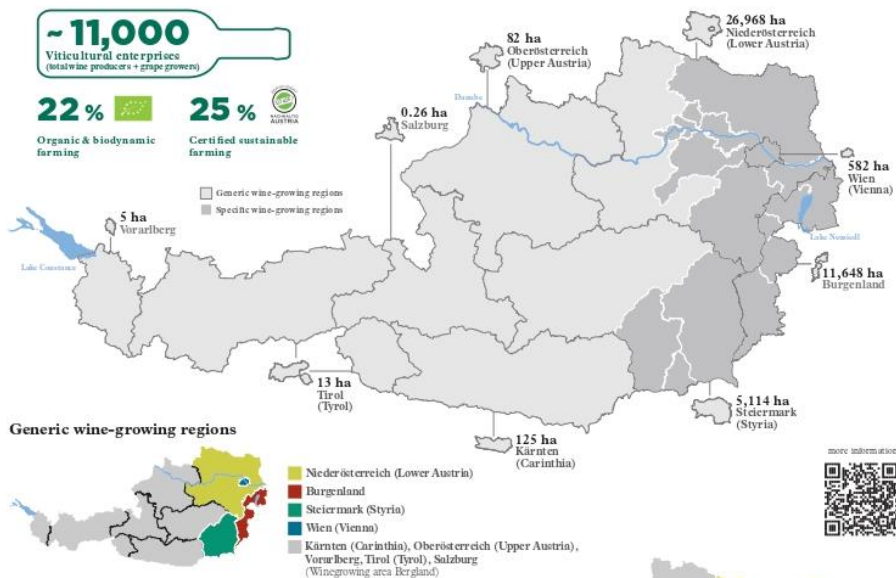 ~ 11,000
Viticultural enterprises
(total wine producers + grape growers)
22 %
Organic & biodynamic
farming
25 %
NACHHALTIG
AUSTRIA
Certified sustainable
farming
82 ha
Oberösterreich
(Upper Austria)
26,968 ha
Niederösterreich
(Lower Austria)
Danube
0.26 ha
Salzburg
582 ha
Wien
(Vienna)
Generic wine-growing regions
Specific wine-growing regions
5 ha
Vorarlberg
Lake Constance
Lake Neusiedl
11,648 ha
Burgenland
13 ha
Tirol
(Tyrol)
5,114 ha
Steiermark
(Styria)
125 ha
Kärnten
(Carinthia)
Generic wine-growing regions
Niederösterreich (Lower Austria)
Burgenland
Steiermark (Styria)
Wien (Vienna)
Kärnten (Carinthia), Oberösterreich (Upper Austria),
Vorarlberg, Tirol (Tyrol), Salzburg
(Winegrowing area Bergland)
more information